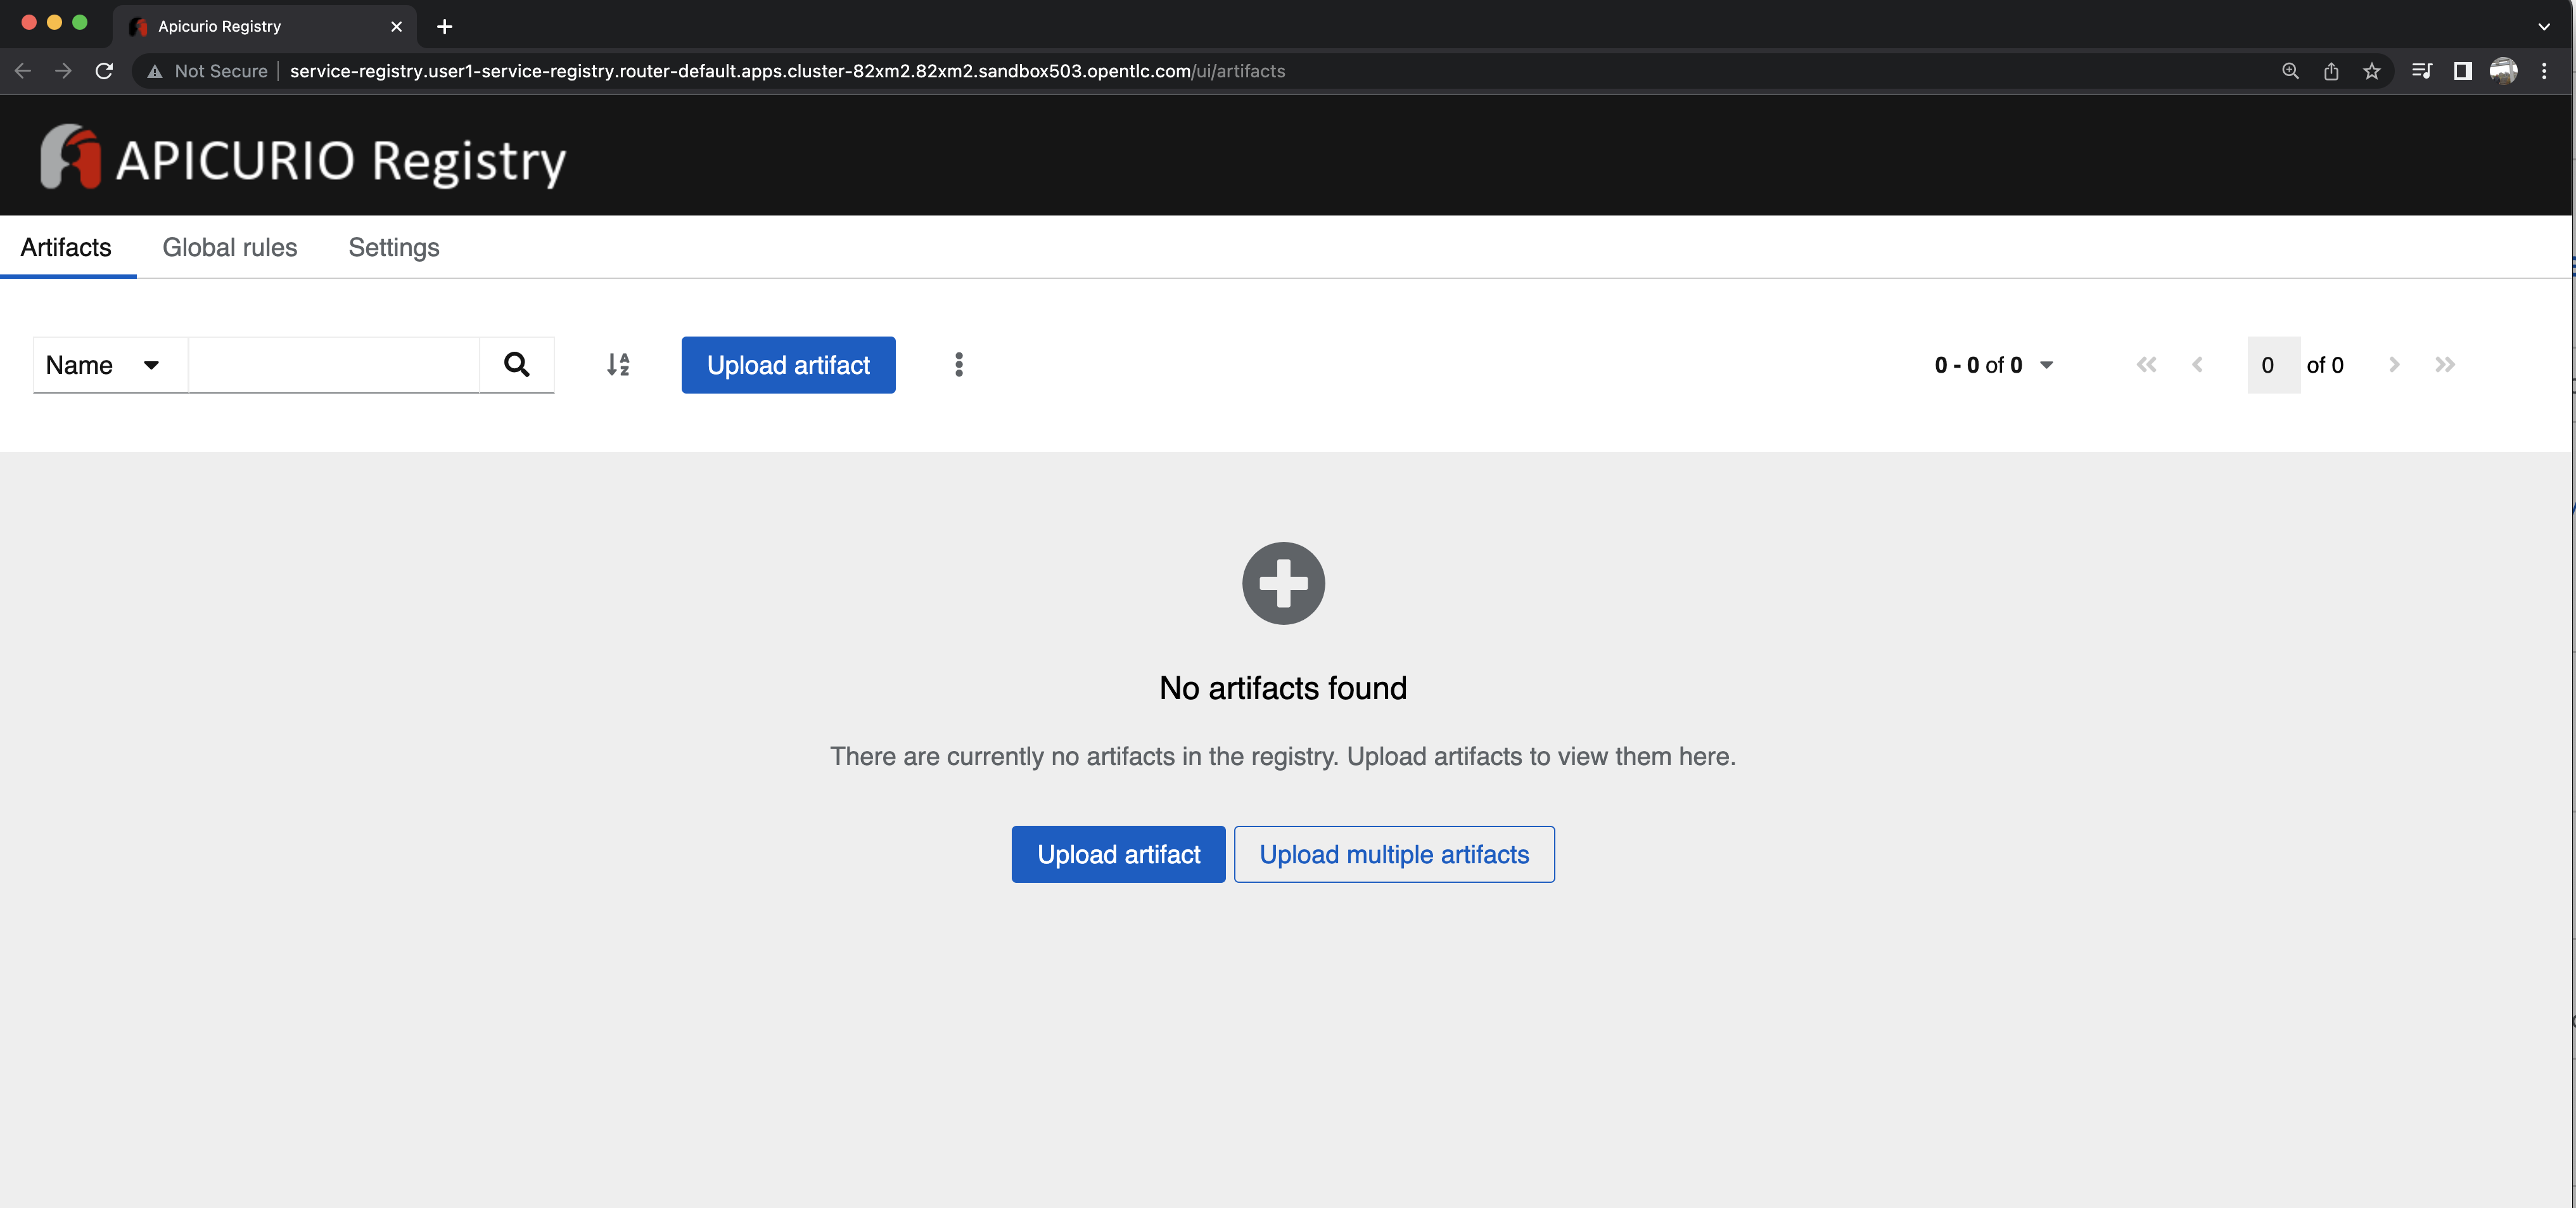 Apicurio Registry
Not Secure service-registry.user1-service-registry.router-default.apps.cluster-82xm2.82xm2.sandbox503.opentlc.com/ui/artifacts
APICURIO Registry
Artifacts Global rules Settings
Name Upload artifact 0 - 0 of 0 0 of 0
No artifacts found
There are currently no artifacts in the registry. Upload artifacts to view them here.
Upload artifact Upload multiple artifacts